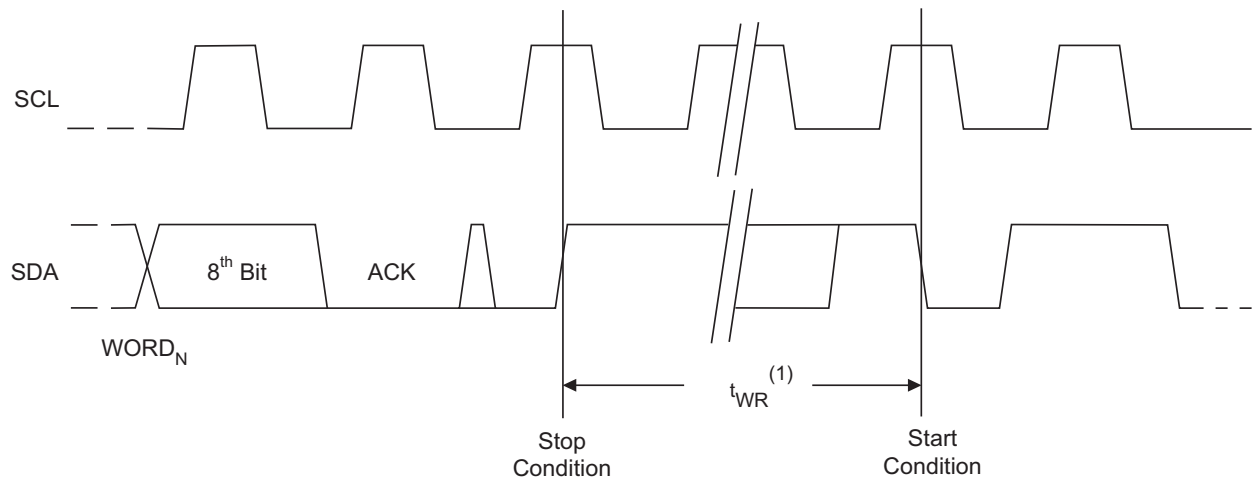 SCL
SDA
8th Bit
ACK
WORDN
tWR(1)
Stop
Condition
Start
Condition